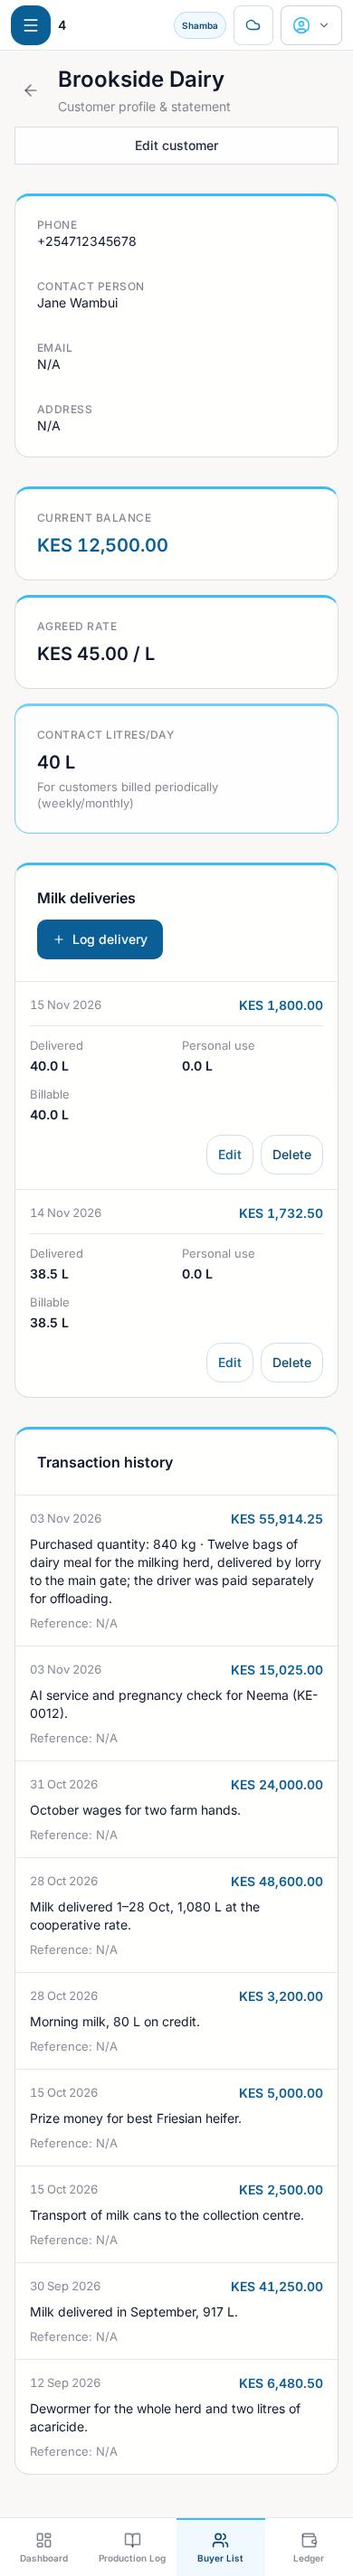 4
Shamba
Brookside Dairy
Customer profile & statement
Edit customer
PHONE
+254712345678
CONTACT PERSON
Jane Wambui
EMAIL
N/A
ADDRESS
N/A
CURRENT BALANCE
KES 12,500.00
AGREED RATE
KES 45.00 / L
CONTRACT LITRES/DAY
40 L
For customers billed periodically
(weekly/monthly)
Milk deliveries
+ Log delivery
15 Nov 2026 KES 1,800.00
Delivered Personal use
40.0 L 0.0 L
Billable
40.0 L
Edit Delete
14 Nov 2026 KES 1,732.50
Delivered Personal use
38.5 L 0.0 L
Billable
38.5 L
Edit Delete
Transaction history
03 Nov 2026 KES 55,914.25
Purchased quantity: 840 kg · Twelve bags of
dairy meal for the milking herd, delivered by lorry
to the main gate; the driver was paid separately
for offloading.
Reference: N/A
03 Nov 2026 KES 15,025.00
AI service and pregnancy check for Neema (KE-
0012).
Reference: N/A
31 Oct 2026 KES 24,000.00
October wages for two farm hands.
Reference: N/A
28 Oct 2026 KES 48,600.00
Milk delivered 1–28 Oct, 1,080 L at the
cooperative rate.
Reference: N/A
28 Oct 2026 KES 3,200.00
Morning milk, 80 L on credit.
Reference: N/A
15 Oct 2026 KES 5,000.00
Prize money for best Friesian heifer.
Reference: N/A
15 Oct 2026 KES 2,500.00
Transport of milk cans to the collection centre.
Reference: N/A
30 Sep 2026 KES 41,250.00
Milk delivered in September, 917 L.
Reference: N/A
12 Sep 2026 KES 6,480.50
Dewormer for the whole herd and two litres of
acaricide.
Reference: N/A
Dashboard Production Log Buyer List Ledger